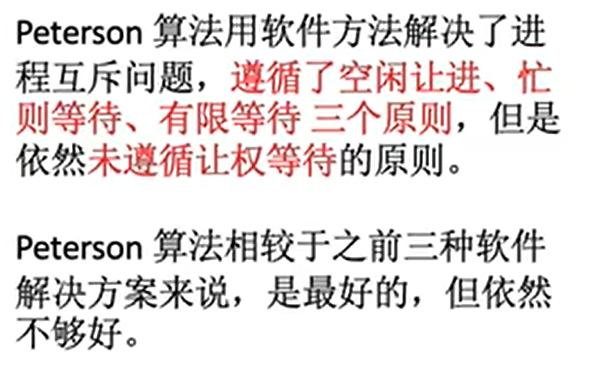 Peterson 算法用软件方法解决了进
程互斥问题，遵循了空闲让进、忙
则等待、有限等待 三个原则，但是
依然未遵循让权等待的原则。
Peterson 算法相较于之前三种软件
解决方案来说，是最好的，但依然
不够好。